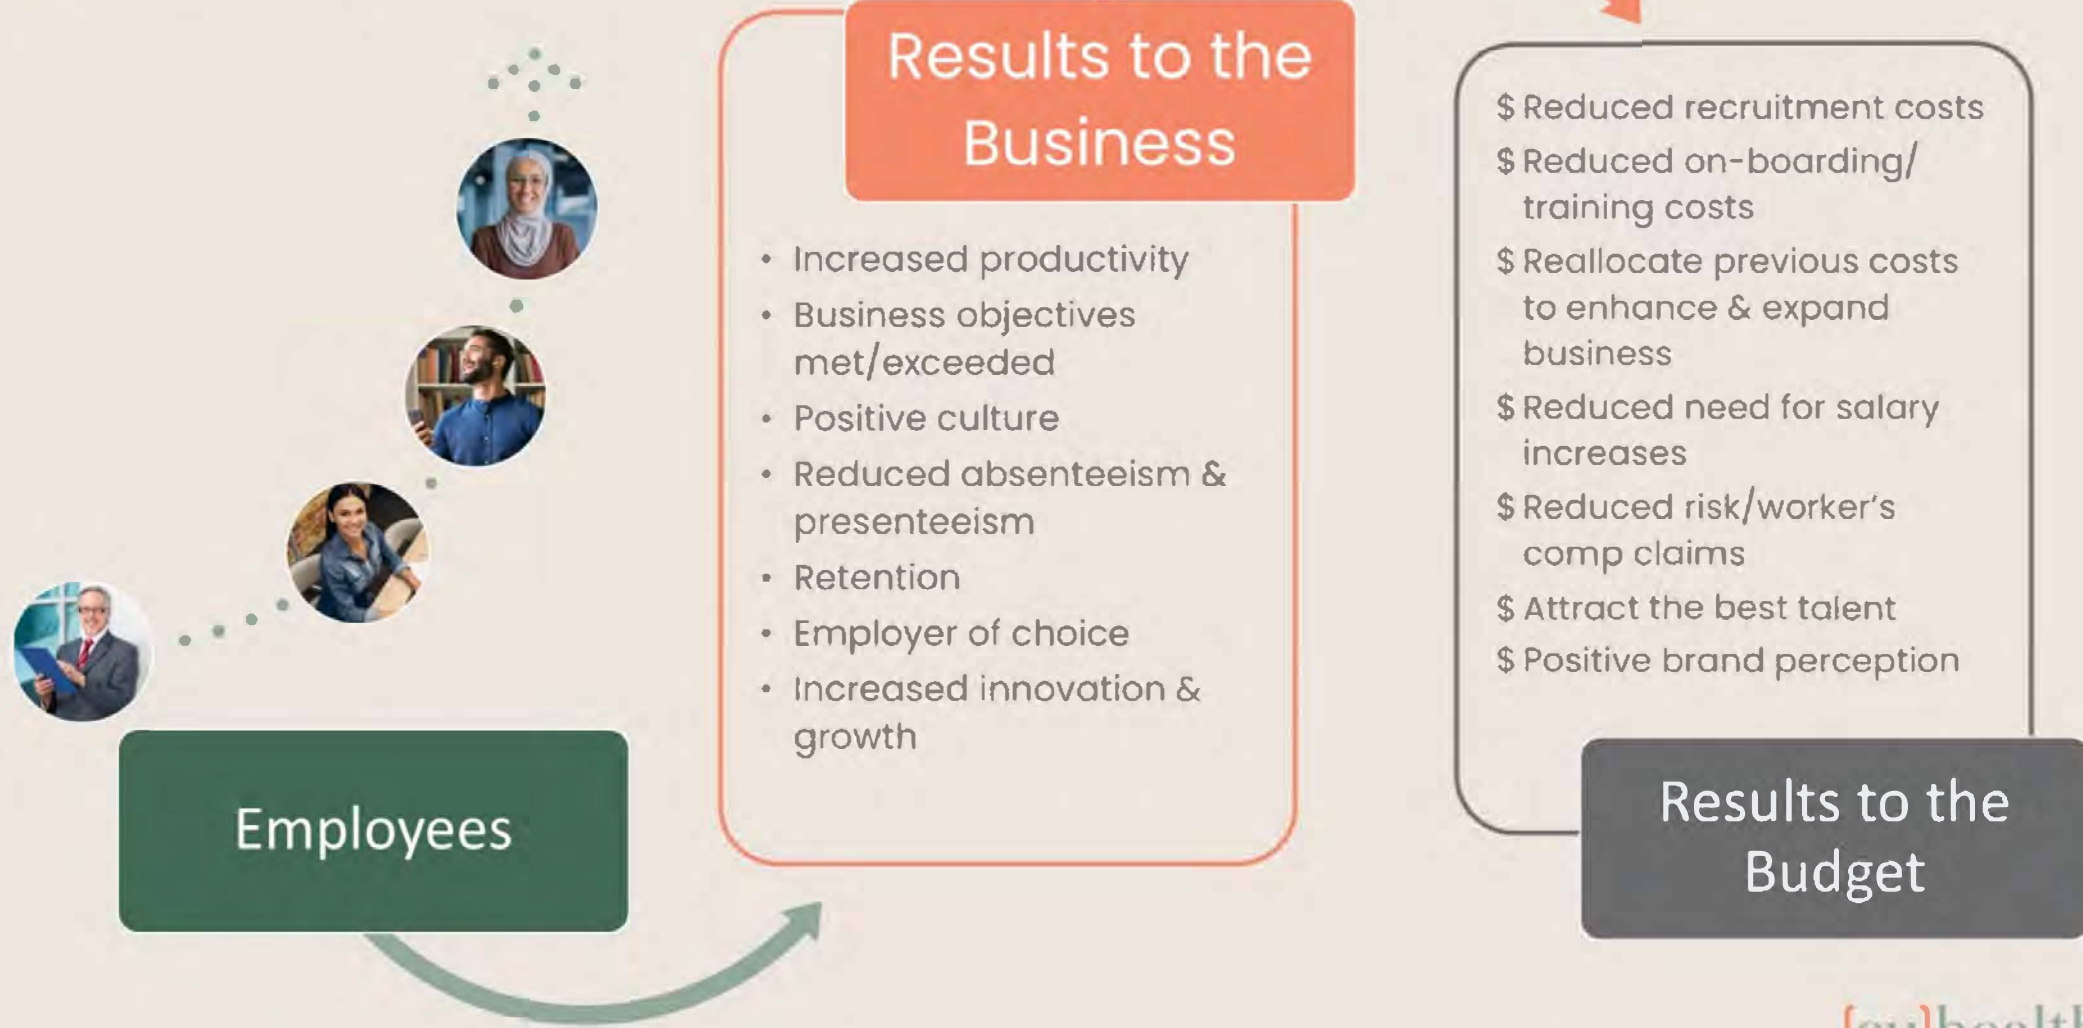 Employees
Results to the
Business
• Increased productivity
• Business objectives
met/exceeded
• Positive culture
• Reduced absenteeism &
presenteeism
• Retention
• Employer of choice
• Increased innovation &
growth
$ Reduced recruitment costs
$ Reduced on-boarding/
training costs
$ Reallocate previous costs
to enhance & expand
business
$ Reduced need for salary
increases
$ Reduced risk/worker's
comp claims
$ Attract the best talent
$ Positive brand perception
Results to the
Budget